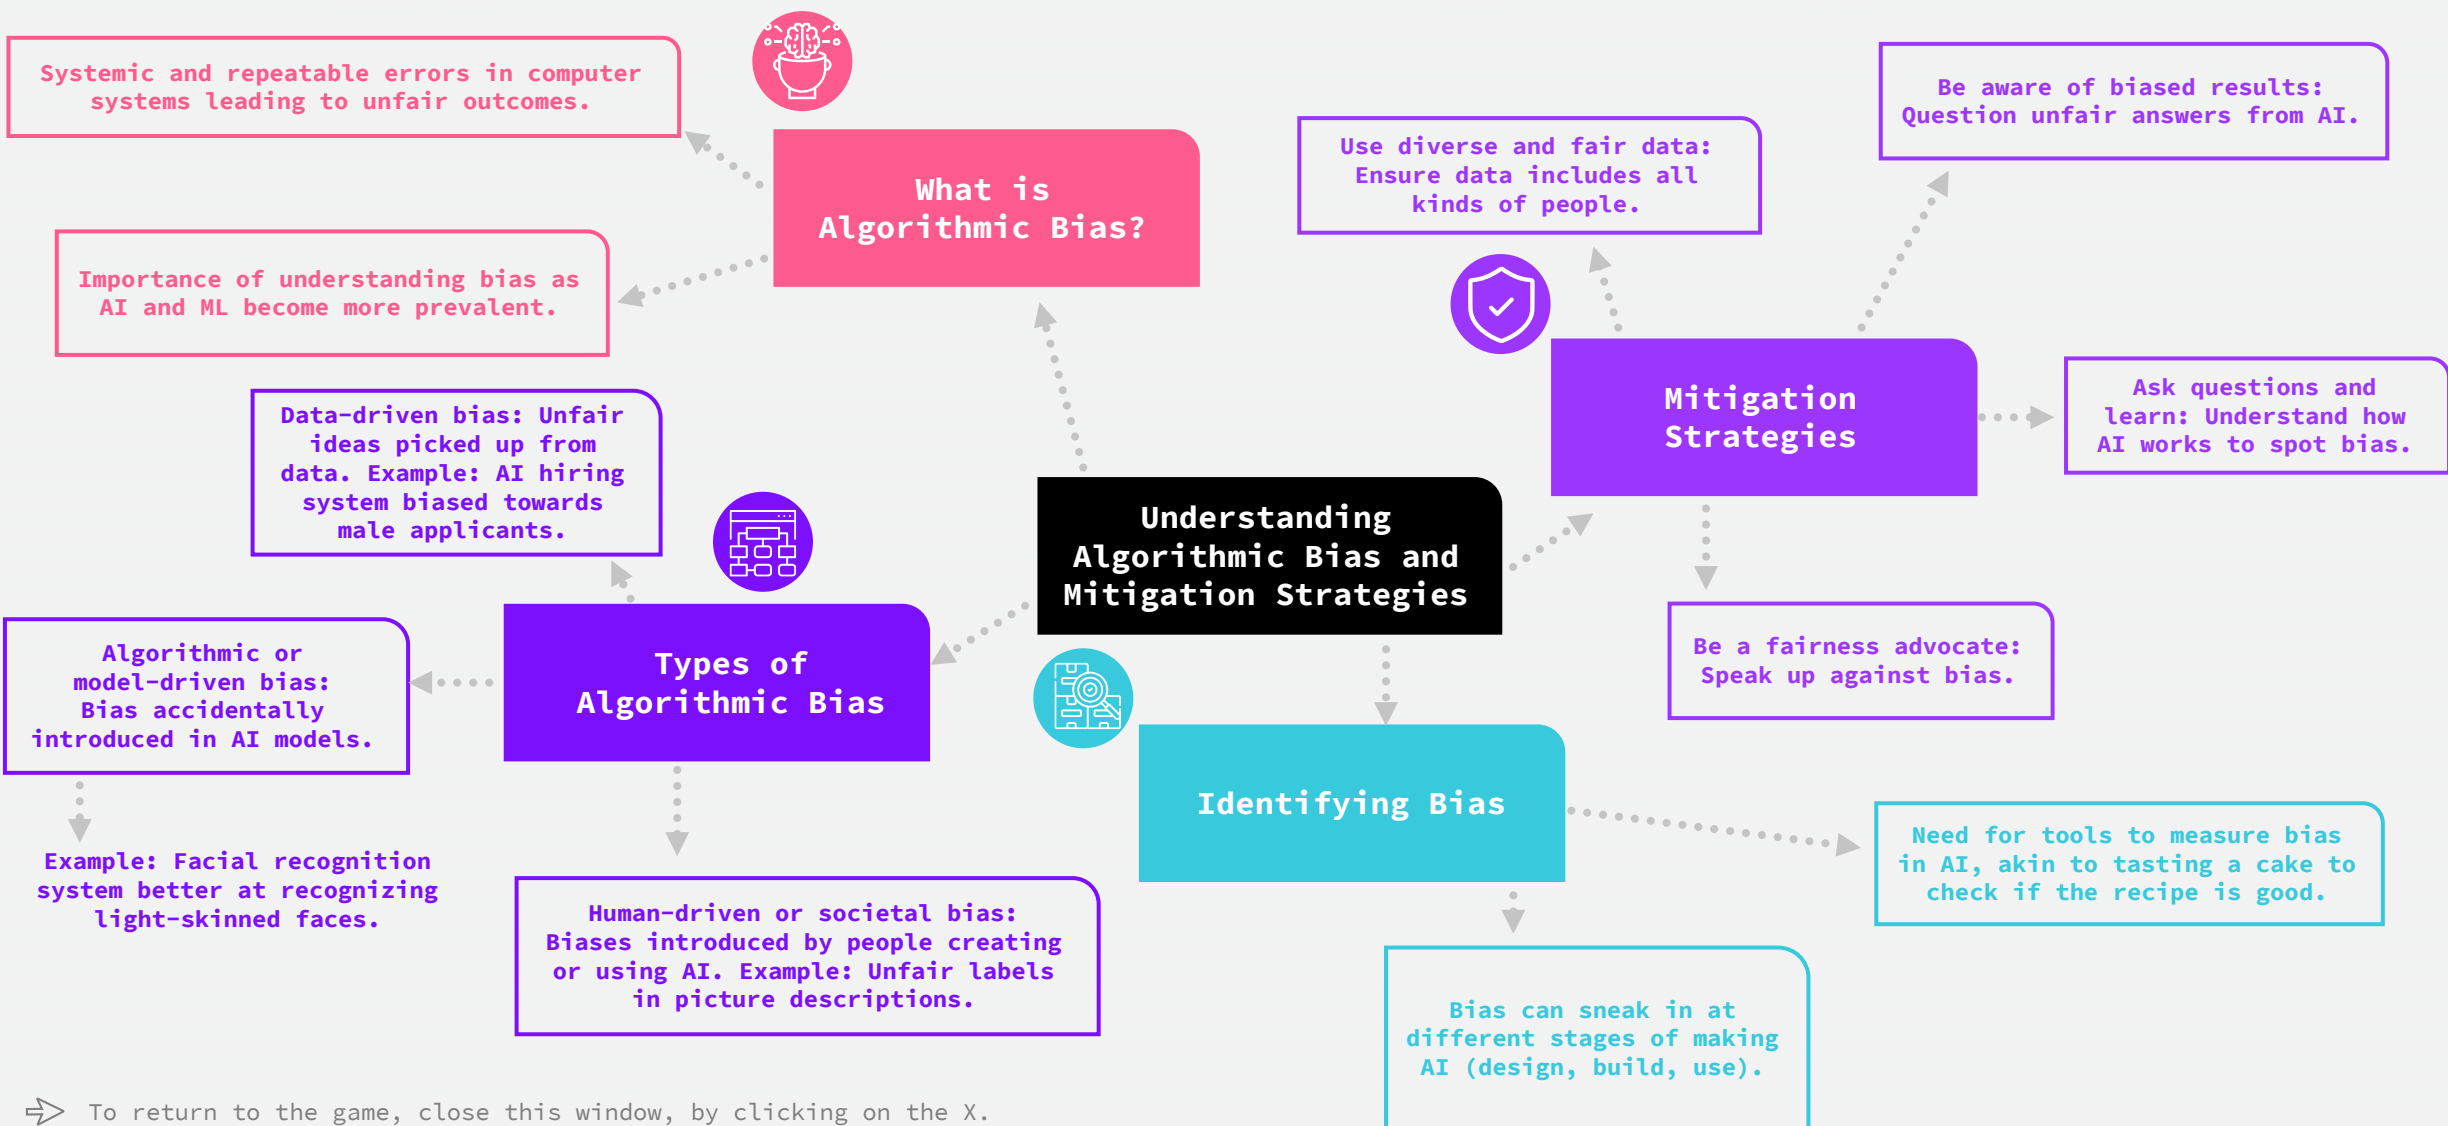 Systemic and repeatable errors in computer
systems leading to unfair outcomes.
What is
Algorithmic Bias?
Importance of understanding bias as
AI and ML become more prevalent.
Use diverse and fair data:
Ensure data includes all
kinds of people.
Be aware of biased results:
Question unfair answers from AI.
Mitigation
Strategies
Ask questions and
learn: Understand how
AI works to spot bias.
Be a fairness advocate:
Speak up against bias.
Understanding
Algorithmic Bias and
Mitigation Strategies
Data-driven bias: Unfair
ideas picked up from
data. Example: AI hiring
system biased towards
male applicants.
Types of
Algorithmic Bias
Algorithmic or
model-driven bias:
Bias accidentally
introduced in AI models.
Example: Facial recognition
system better at recognizing
light-skinned faces.
Human-driven or societal bias:
Biases introduced by people creating
or using AI. Example: Unfair labels
in picture descriptions.
Identifying Bias
Need for tools to measure bias
in AI, akin to tasting a cake to
check if the recipe is good.
Bias can sneak in at
different stages of making
AI (design, build, use).
To return to the game, close this window, by clicking on the X.